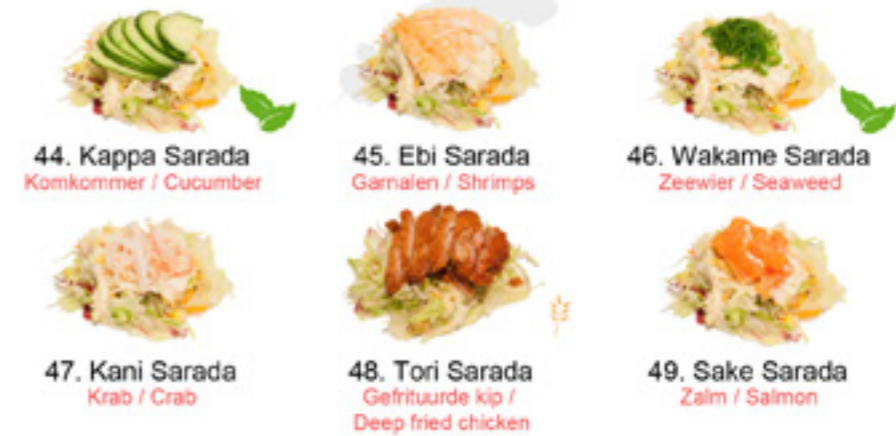 44. Kappa Sarada
Komkommer / Cucumber
45. Ebi Sarada
Garnalen / Shrimps
46. Wakame Sarada
Zeewier / Seaweed
47. Kani Sarada
Krab / Crab
48. Tori Sarada
Gefrituurde kip /
Deep fried chicken
49. Sake Sarada
Zalm / Salmon